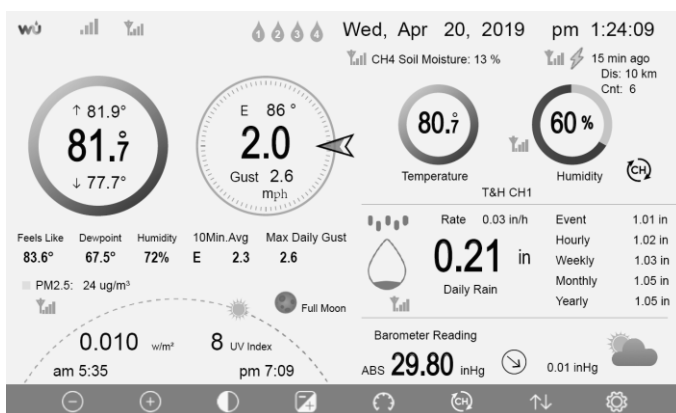 wu
1 2 3 4
Wed, Apr 20, 2019 pm 1:24:09
CH4 Soil Moisture: 13 %
15 min ago
Dis: 10 km
Cnt: 6
↑ 81.9°
81.7°
↓ 77.7°
E 86 °
2.0
Gust 2.6
mph
80.7°
Temperature
60 %
Humidity
CH
T&H CH1
Feels Like Dewpoint Humidity 10Min.Avg Max Daily Gust
83.6° 67.5° 72% E 2.3 2.6
PM2.5: 24 ug/m³
Full Moon
0.010 w/m² 8 UV Index
am 5:35 pm 7:09
Rate 0.03 in/h
0.21 in
Daily Rain
Event 1.01 in
Hourly 1.02 in
Weekly 1.03 in
Monthly 1.05 in
Yearly 1.05 in
Barometer Reading
ABS 29.80 inHg 0.01 inHg
CH